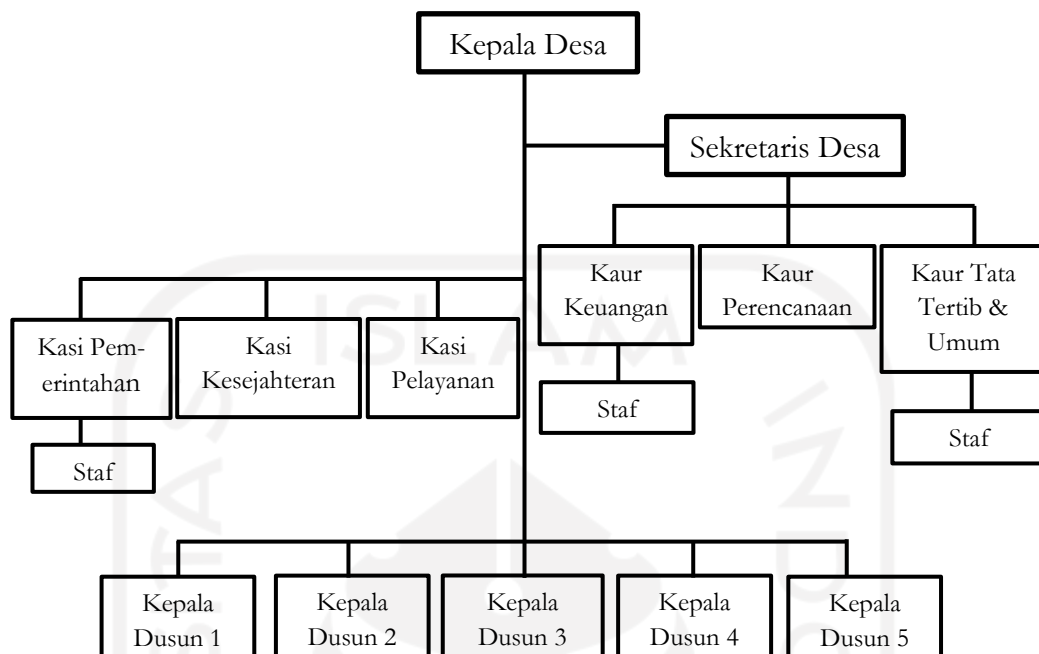 Kepala Desa
Sekretaris Desa
Kaur
Keuangan
Kaur
Perencanaan
Kaur Tata
Tertib &
Umum
Kasi Pem-
erintahan
Kasi
Kesejahteran
Kasi
Pelayanan
Staf
Staf
Staf
Kepala
Dusun 1
Kepala
Dusun 2
Kepala
Dusun 3
Kepala
Dusun 4
Kepala
Dusun 5
ISLAM